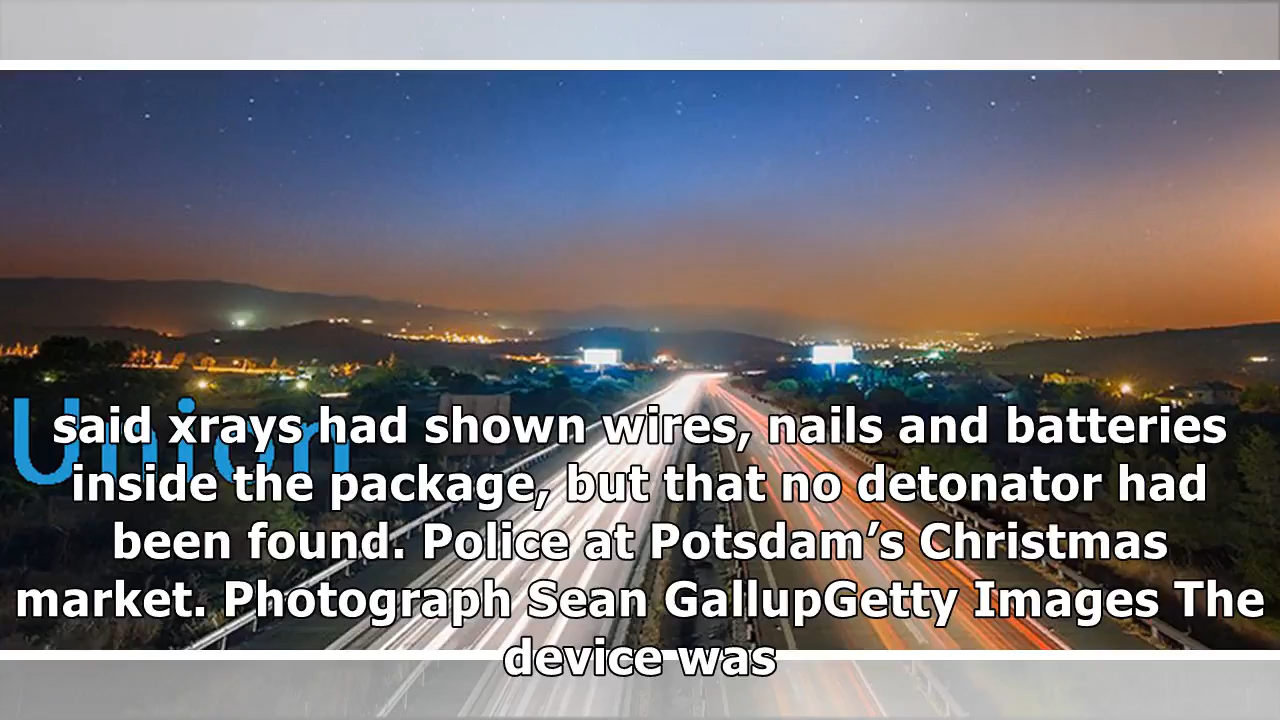 Union
said xrays had shown wires, nails and batteries
inside the package, but that no detonator had
been found. Police at Potsdam’s Christmas
market. Photograph Sean GallupGetty Images The
device was